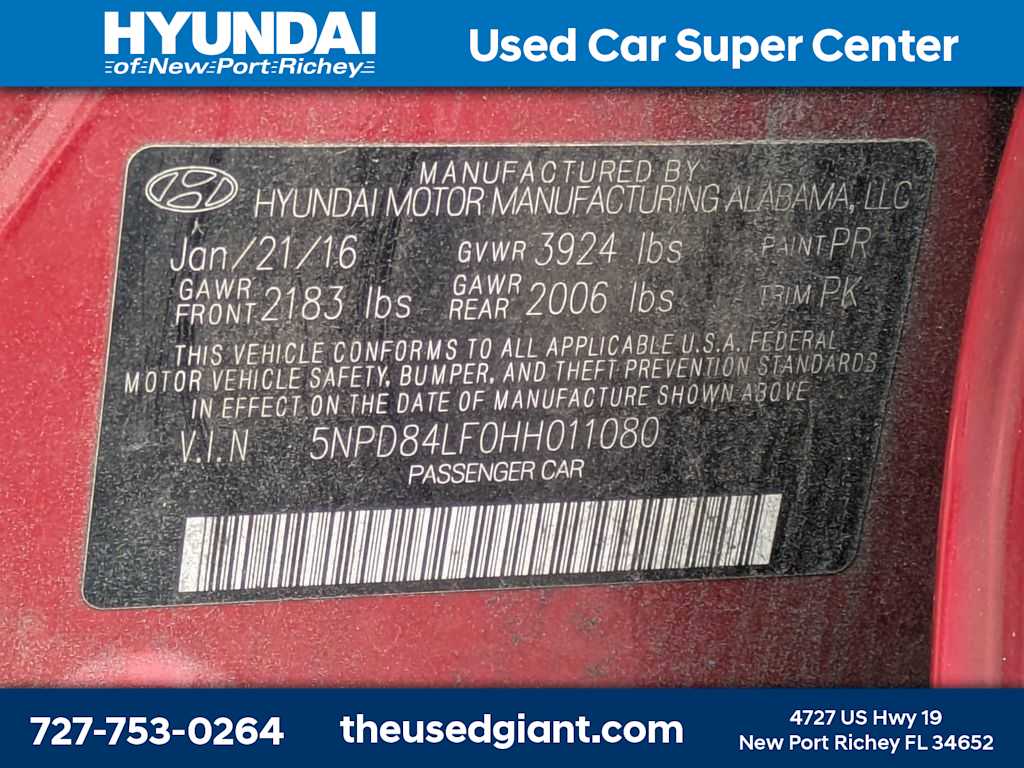 HYUNDAI
of New Port Richey
Used Car Super Center
MANUFACTURED BY
HYUNDAI MOTOR MANUFACTURING ALABAMA, LLC
Jan/21/16 GVWR 3924 lbs PAINT PR
GAWR FRONT 2183 lbs GAWR REAR 2006 lbs TRIM PK
THIS VEHICLE CONFORMS TO ALL APPLICABLE U.S.A. FEDERAL
MOTOR VEHICLE SAFETY, BUMPER, AND THEFT PREVENTION STANDARDS
IN EFFECT ON THE DATE OF MANUFACTURE SHOWN ABOVE
V.I.N 5NPD84LF0HH011080
PASSENGER CAR
727-753-0264
theusedgiant.com
4727 US Hwy 19
New Port Richey FL 34652